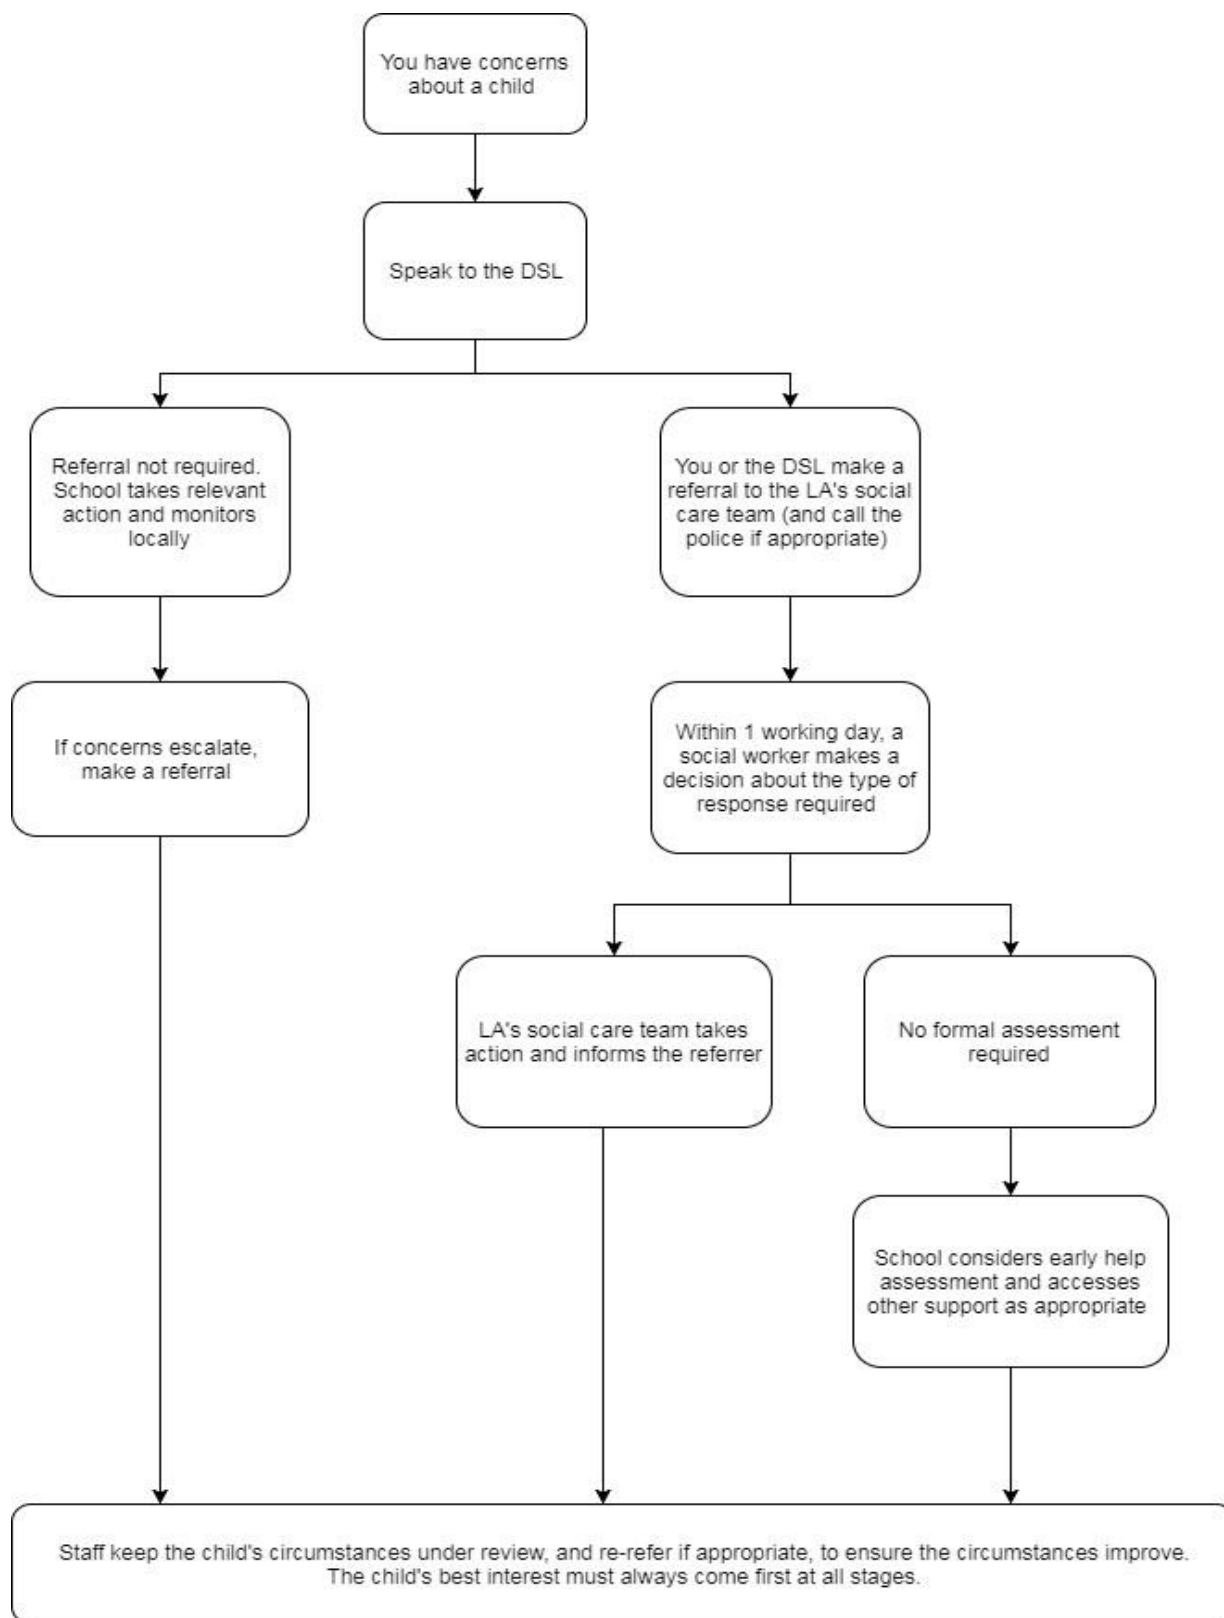 You have concerns
about a child
Speak to the DSL
Referral not required.
School takes relevant
action and monitors
locally
You or the DSL make a
referral to the LA's social
care team (and call the
police if appropriate)
If concerns escalate,
make a referral
Within 1 working day, a
social worker makes a
decision about the type of
response required
LA's social care team takes
action and informs the referrer
No formal assessment
required
School considers early help
assessment and accesses
other support as appropriate
Staff keep the child's circumstances under review, and re-refer if appropriate, to ensure the circumstances improve.
The child's best interest must always come first at all stages.